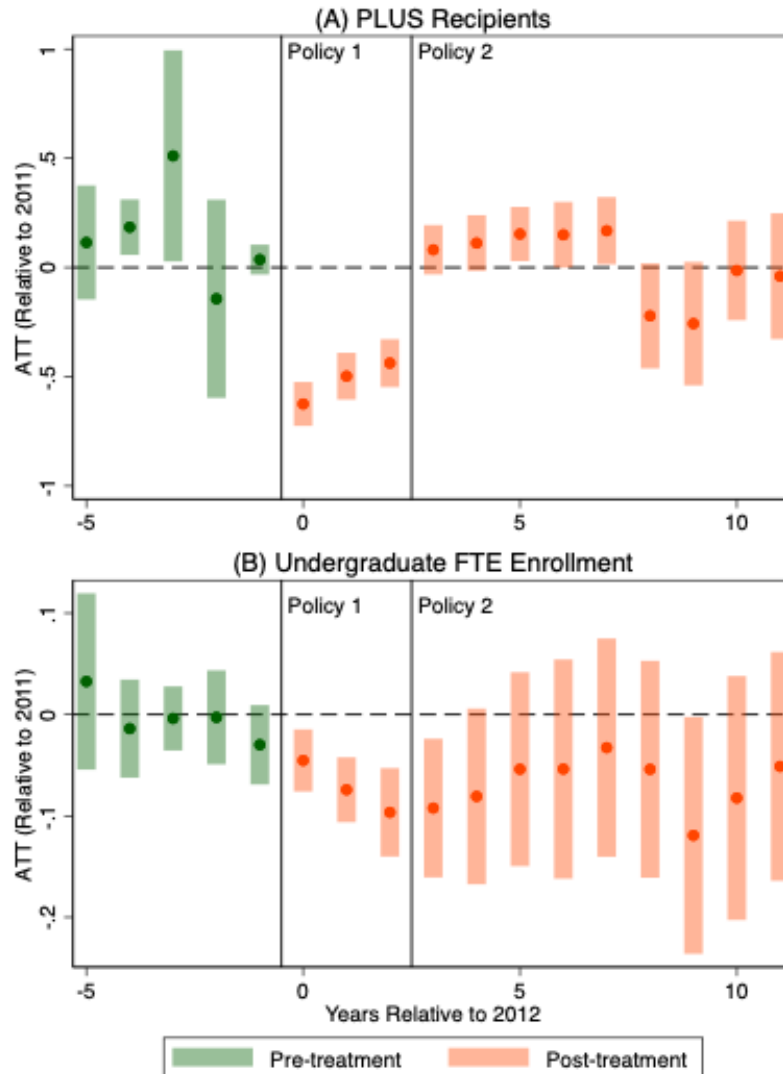 (A) PLUS Recipients
Policy 1
Policy 2
ATT (Relative to 2011)
1
.5
0
-.5
-1
-5
0
5
10
(B) Undergraduate FTE Enrollment
Policy 1
Policy 2
ATT (Relative to 2011)
.1
0
-.1
-.2
-5
0
5
10
Years Relative to 2012
Pre-treatment
Post-treatment